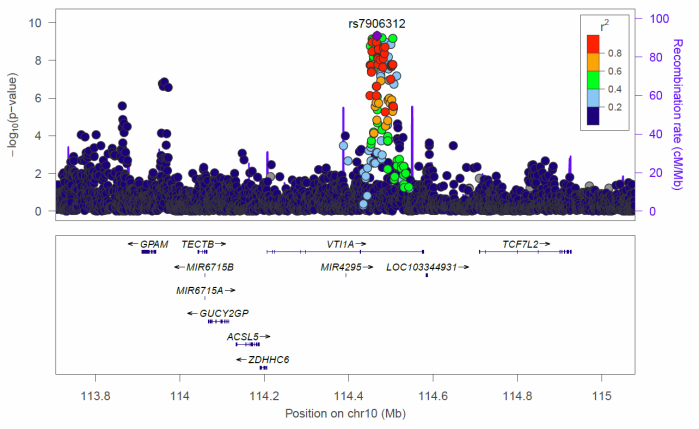 rs7906312
r²
0.8
0.6
0.4
0.2
10
8
6
4
2
0
−log₁₀(p−value)
100
80
60
40
20
0
Recombination rate (cM/Mb)
←GPAM
TECTB→
VTI1A→
TCF7L2→
←MIR6715B
MIR4295→
LOC103344931→
MIR6715A→
←GUCY2GP
ACSL5→
←ZDHHC6
113.8
114
114.2
114.4
114.6
114.8
115
Position on chr10 (Mb)